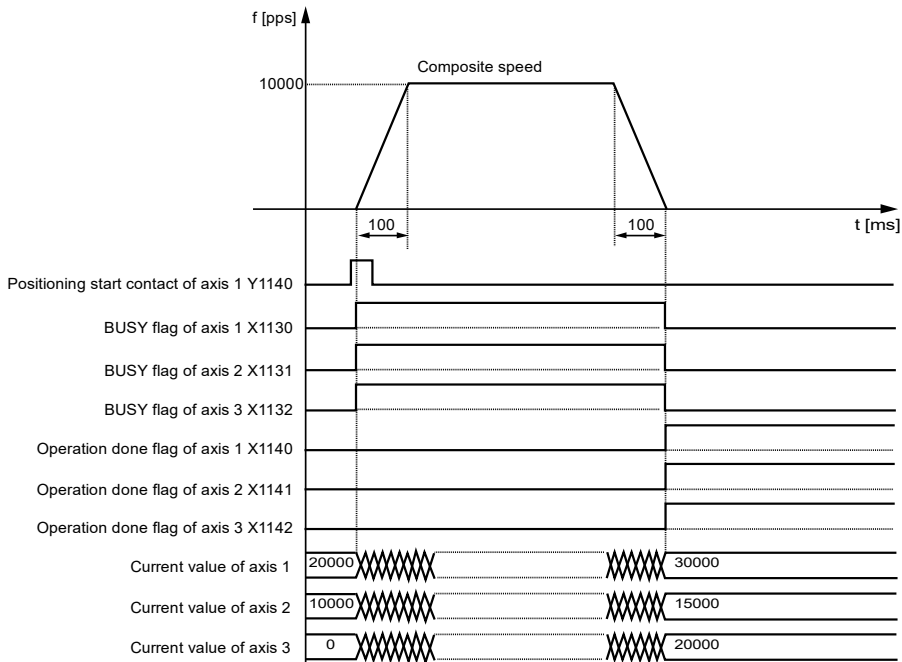 f [pps]
Composite speed
10000
t [ms]
100
100
Positioning start contact of axis 1 Y1140
BUSY flag of axis 1 X1130
BUSY flag of axis 2 X1131
BUSY flag of axis 3 X1132
Operation done flag of axis 1 X1140
Operation done flag of axis 2 X1141
Operation done flag of axis 3 X1142
Current value of axis 1 20000 30000
Current value of axis 2 10000 15000
Current value of axis 3 0 20000